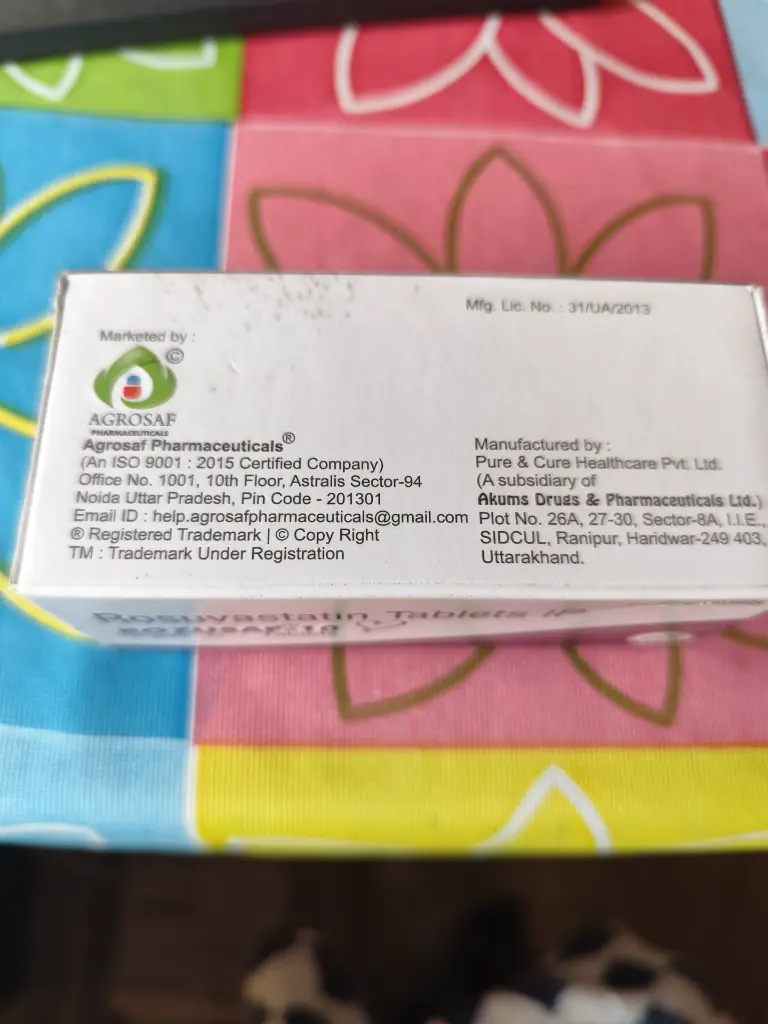 Mfg. Lic. No. : 31/UA/2013
Marketed by :
©
AGROSAF
PHARMACEUTICALS
Agrosaf Pharmaceuticals®
(An ISO 9001 : 2015 Certified Company)
Office No. 1001, 10th Floor, Astralis Sector-94
Noida Uttar Pradesh, Pin Code - 201301
Email ID : help.agrosafpharmaceuticals@gmail.com
® Registered Trademark | © Copy Right
TM : Trademark Under Registration
Manufactured by :
Pure & Cure Healthcare Pvt. Ltd.
(A subsidiary of
Akums Drugs & Pharmaceuticals Ltd.)
Plot No. 26A, 27-30, Sector-8A, I.I.E.,
SIDCUL, Ranipur, Haridwar-249 403,
Uttarakhand.
Rosuvastatin Tablets IP